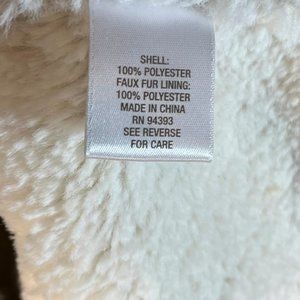 SHELL:
100% POLYESTER
FAUX FUR LINING:
100% POLYESTER
MADE IN CHINA
RN 94393
SEE REVERSE
FOR CARE